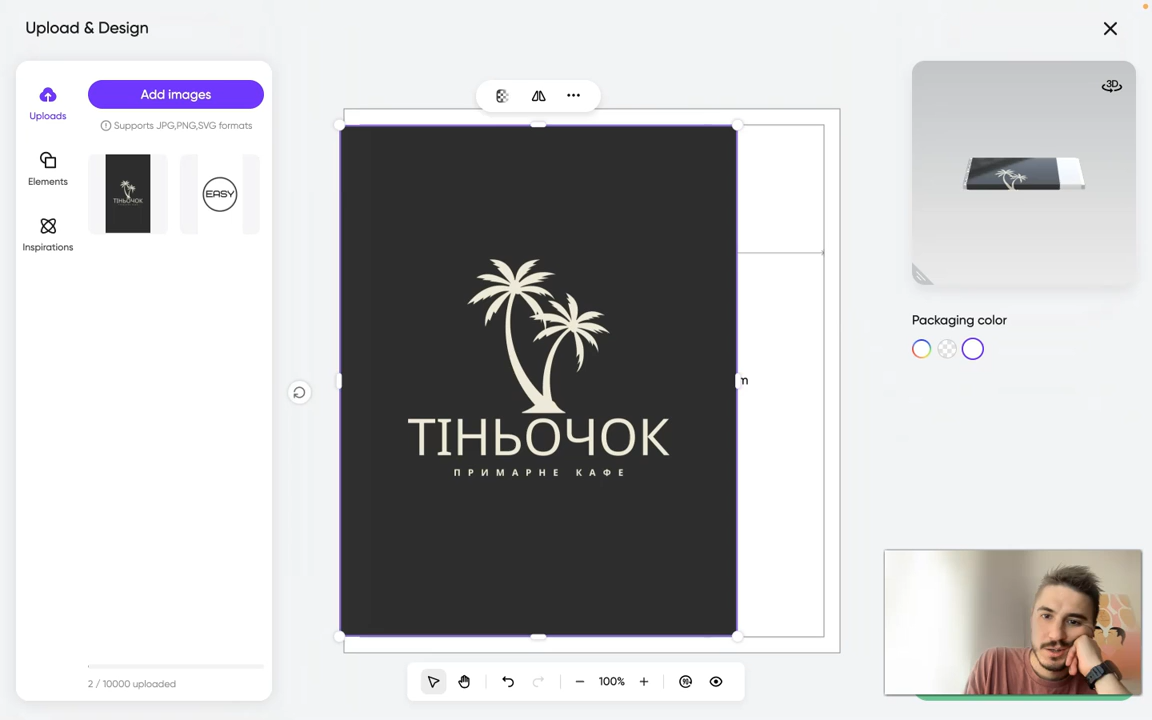 Upload & Design
Add images
Uploads
Supports JPG,PNG,SVG formats
Elements
Inspirations
ТІНЬОЧОК
EASY
3D
Packaging color
ТІНЬОЧОК
ПРИМАРНЕ КАФЕ
m
2 / 10000 uploaded
100%